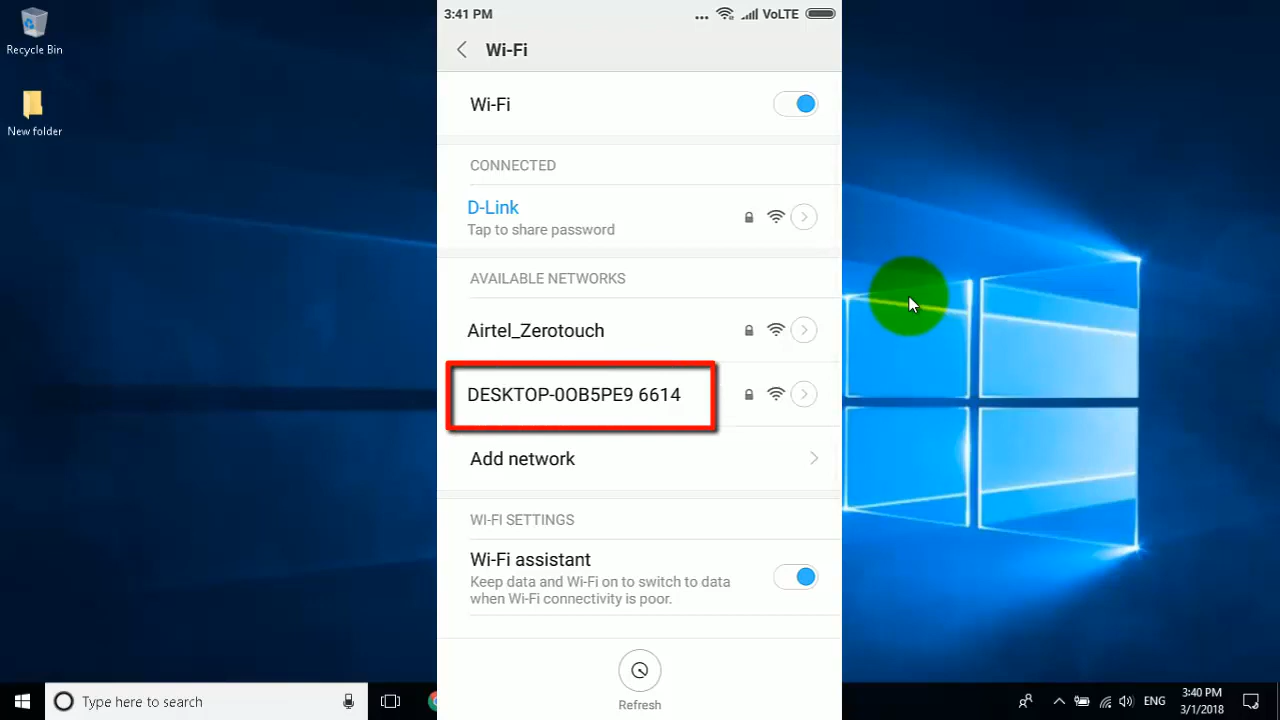 Recycle Bin
New folder
3:41 PM
... VoLTE
Wi-Fi
Wi-Fi
CONNECTED
D-Link
Tap to share password
AVAILABLE NETWORKS
Airtel_Zerotouch
DESKTOP-0OB5PE9 6614
Add network
WI-FI SETTINGS
Wi-Fi assistant
Keep data and Wi-Fi on to switch to data
when Wi-Fi connectivity is poor.
Refresh
Type here to search
ENG
3:40 PM
3/1/2018